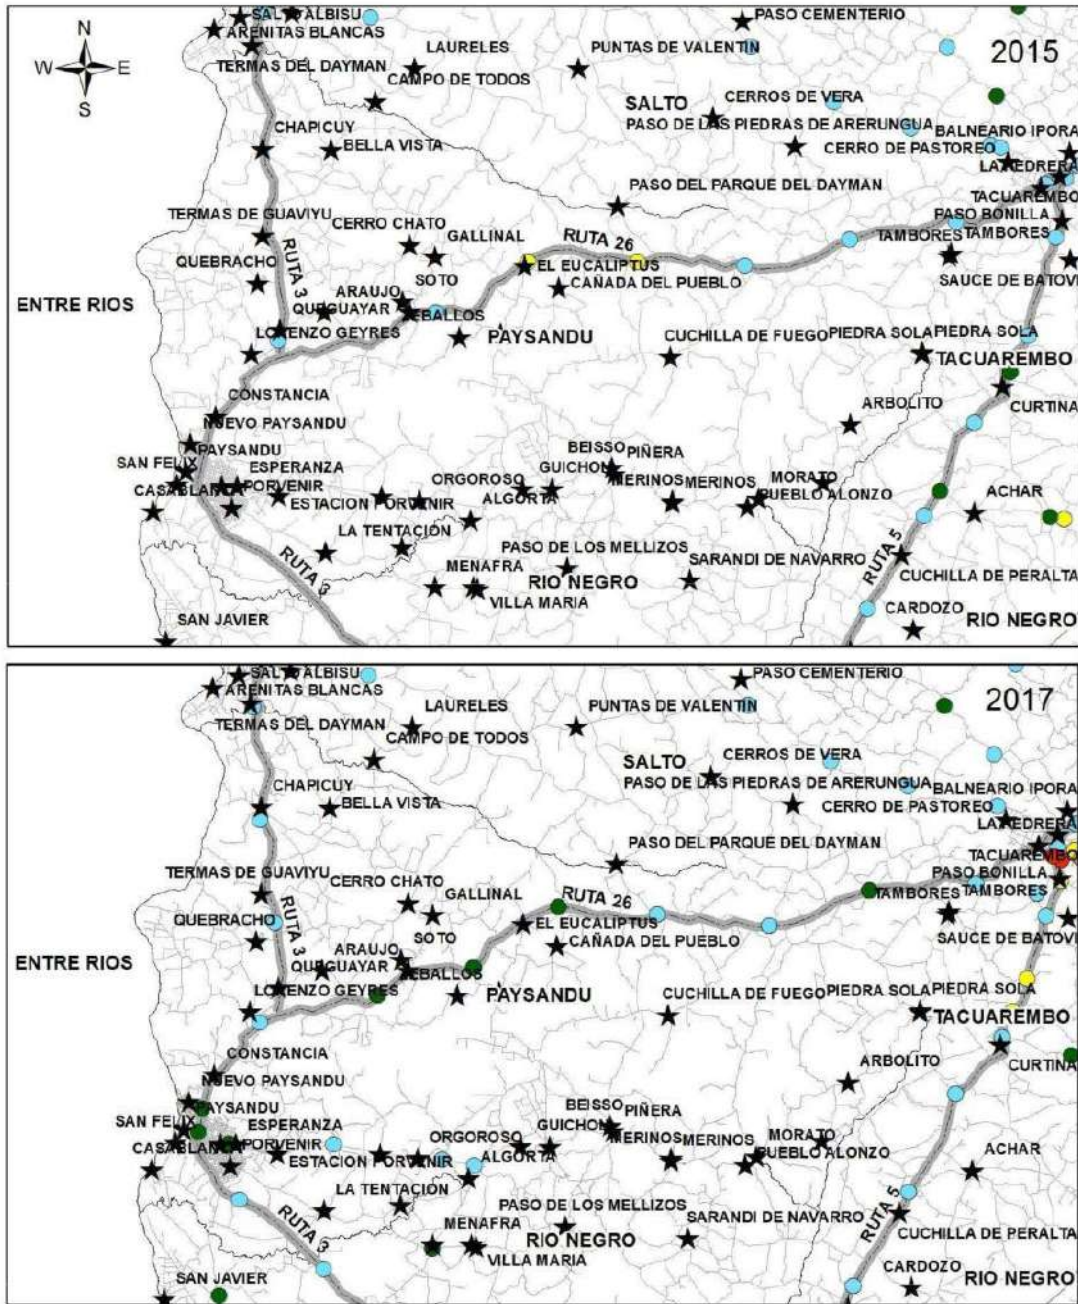 SALTO ALBISU
PASO CEMENTERIO
N
ARENITAS BLANCAS
LAURELES
PUNTAS DE VALENTIN
2015
W
E
TERMAS DEL DAYMAN
CAMPO DE TODOS
S
SALTO
CERROS DE VERA
CHAPICUY
PASO DE LAS PIEDRAS DE ARERUNGUA
BALNEARIO IPORA
BELLA VISTA
CERRO DE PASTOREO
LA PEDRERA
PASO DEL PARQUE DEL DAYMAN
TACUAREMBO
TERMAS DE GUAVIYU
CERRO CHATO
PASO BONILLA
RUTA 26
GALLINAL
TAMBORES
TAMBORES
QUEBRACHO
RUTA 3
EL EUCALIPTUS
SOTO
CAÑADA DEL PUEBLO
SAUCE DE BATOVI
ENTRE RIOS
ARAUJO
QUEGUAYAR
CEBALLOS
LORENZO GEYRES
PAYSANDU
CUCHILLA DE FUEGO
PIEDRA SOLA
PIEDRA SOLA
TACUAREMBO
CONSTANCIA
ARBOLITO
CURTINA
NUEVO PAYSANDU
PAYSANDU
BEISSO
PIÑERA
SAN FELIX
ESPERANZA
ORGOROSO
GUICHON
CASABLANCA
PORVENIR
MERINOS
MERINOS
MORATO
ESTACION PORVENIR
ALGORTA
PUEBLO ALONZO
ACHAR
LA TENTACIÓN
PASO DE LOS MELLIZOS
RUTA 5
RUTA 3
MENAFRA
RIO NEGRO
SARANDI DE NAVARRO
CUCHILLA DE PERALTA
VILLA MARIA
SAN JAVIER
CARDOZO
RIO NEGRO
SALTO ALBISU
PASO CEMENTERIO
ARENITAS BLANCAS
LAURELES
PUNTAS DE VALENTIN
2017
TERMAS DEL DAYMAN
CAMPO DE TODOS
SALTO
CERROS DE VERA
CHAPICUY
PASO DE LAS PIEDRAS DE ARERUNGUA
BALNEARIO IPORA
BELLA VISTA
CERRO DE PASTOREO
LA PEDRERA
PASO DEL PARQUE DEL DAYMAN
TACUAREMBO
TERMAS DE GUAVIYU
CERRO CHATO
PASO BONILLA
RUTA 26
GALLINAL
TAMBORES
TAMBORES
QUEBRACHO
RUTA 3
EL EUCALIPTUS
SOTO
CAÑADA DEL PUEBLO
SAUCE DE BATOVI
ENTRE RIOS
ARAUJO
QUEGUAYAR
CEBALLOS
LORENZO GEYRES
PAYSANDU
CUCHILLA DE FUEGO
PIEDRA SOLA
PIEDRA SOLA
TACUAREMBO
CONSTANCIA
ARBOLITO
CURTINA
NUEVO PAYSANDU
PAYSANDU
BEISSO
PIÑERA
SAN FELIX
ESPERANZA
ORGOROSO
GUICHON
CASABLANCA
PORVENIR
MERINOS
MERINOS
MORATO
ESTACION PORVENIR
ALGORTA
PUEBLO ALONZO
ACHAR
LA TENTACIÓN
PASO DE LOS MELLIZOS
RUTA 5
RUTA 3
MENAFRA
RIO NEGRO
SARANDI DE NAVARRO
CUCHILLA DE PERALTA
VILLA MARIA
SAN JAVIER
CARDOZO
RIO NEGRO